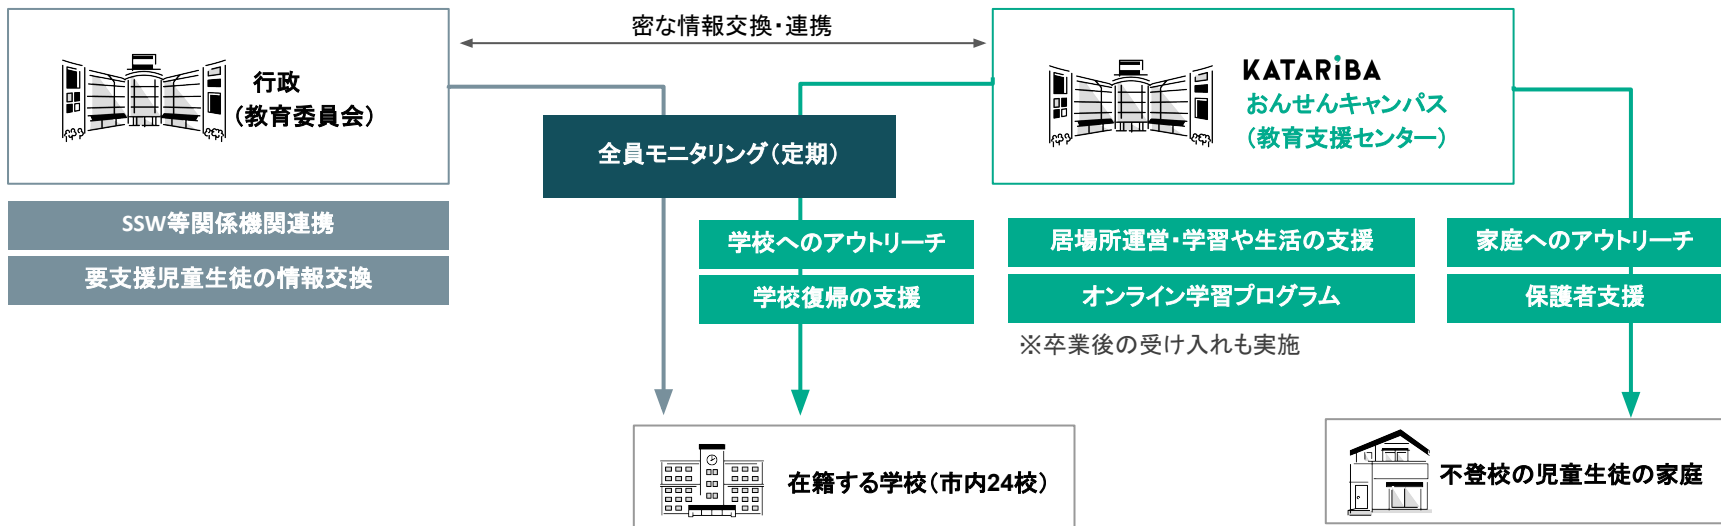 密な情報交換・連携
行政
（教育委員会）
KATARiBA
おんせんキャンパス
（教育支援センター）
全員モニタリング（定期）
SSW等関係機関連携
要支援児童生徒の情報交換
学校へのアウトリーチ
学校復帰の支援
居場所運営・学習や生活の支援
オンライン学習プログラム
※卒業後の受け入れも実施
家庭へのアウトリーチ
保護者支援
在籍する学校（市内24校）
不登校の児童生徒の家庭